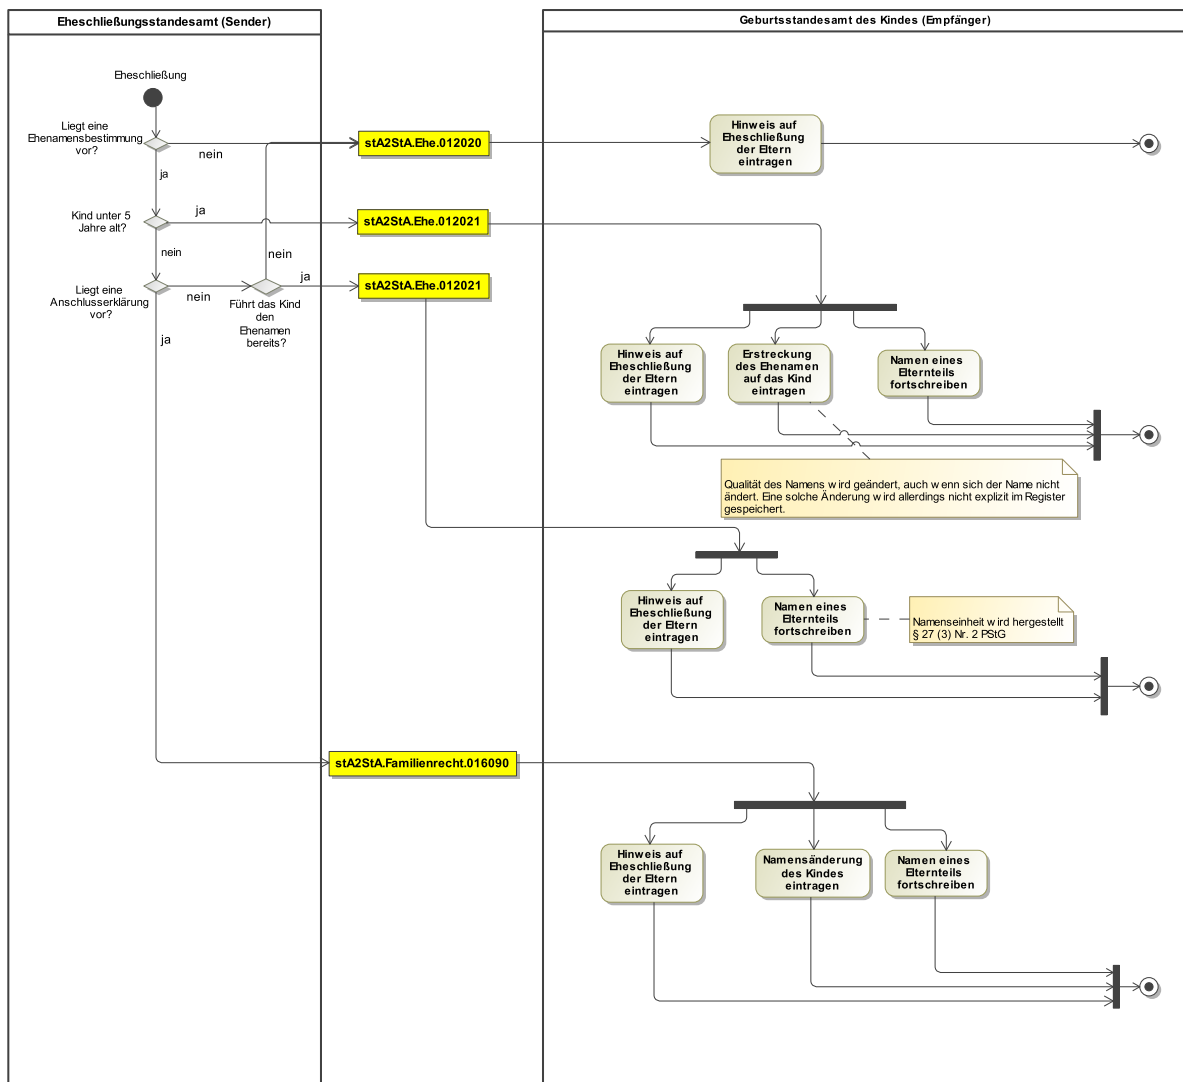 Eheschließungsstandesamt (Sender)
Geburtsstandesamt des Kindes (Empfänger)
Eheschließung
Liegt eine
Ehenamensbestimmung
vor?
nein
ja
stA2StA.Ehe.012020
Hinweis auf
Eheschließung
der Eltern
eintragen
Kind unter 5
Jahre alt?
ja
nein
stA2StA.Ehe.012021
Liegt eine
Anschlusserklärung
vor?
nein
ja
Führt das Kind
den
Ehenamen
bereits?
nein
ja
stA2StA.Ehe.012021
Hinweis auf
Eheschließung
der Eltern
eintragen
Erstreckung
des Ehenamen
auf das Kind
eintragen
Namen eines
Elternteils
fortschreiben
Qualität des Namens wird geändert, auch wenn sich der Name nicht
ändert. Eine solche Änderung wird allerdings nicht explizit im Register
gespeichert.
Hinweis auf
Eheschließung
der Eltern
eintragen
Namen eines
Elternteils
fortschreiben
Namenseinheit wird hergestellt
§ 27 (3) Nr. 2 PStG
stA2StA.Familienrecht.016090
Hinweis auf
Eheschließung
der Eltern
eintragen
Namensänderung
des Kindes
eintragen
Namen eines
Elternteils
fortschreiben